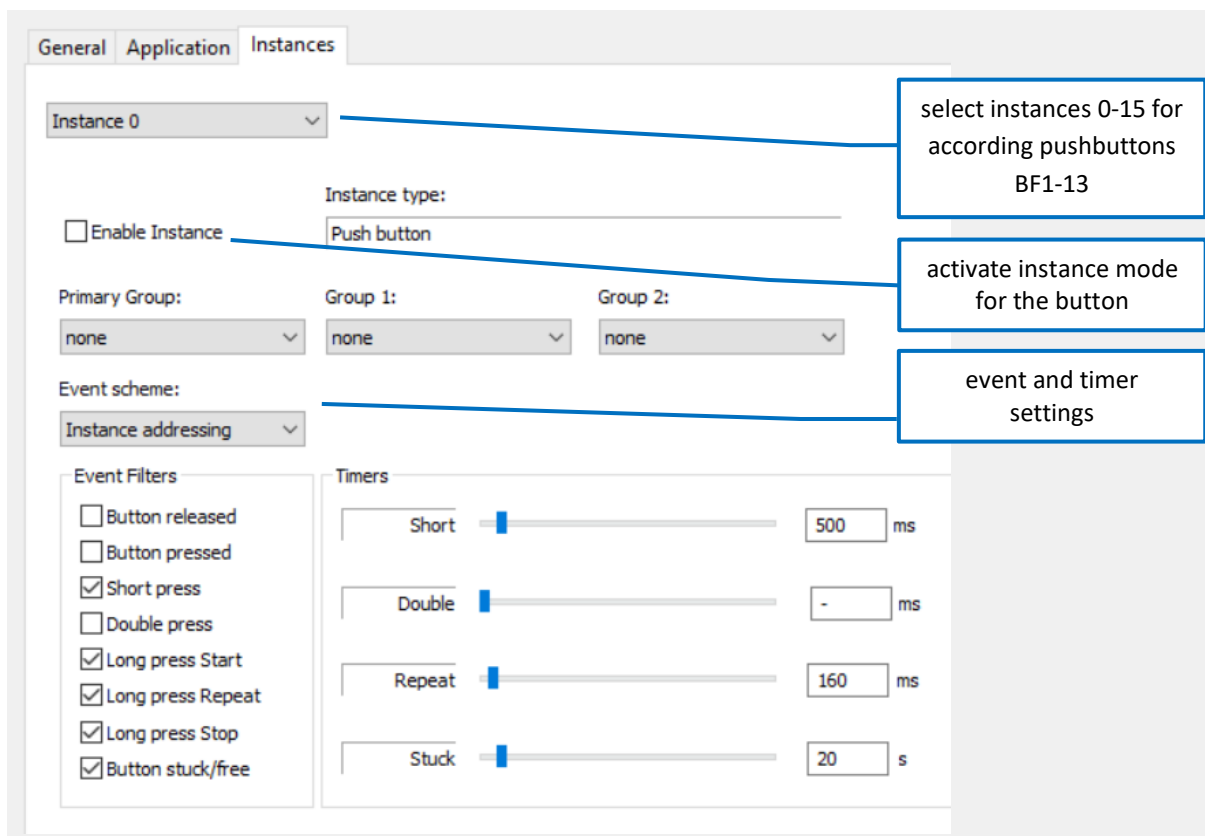 General Application Instances
Instance 0
select instances 0-15 for
according pushbuttons
BF1-13
Instance type:
Enable Instance
Push button
activate instance mode
for the button
Primary Group:
Group 1:
Group 2:
none
none
none
Event scheme:
event and timer
settings
Instance addressing
Event Filters
Button released
Button pressed
Short press
Double press
Long press Start
Long press Repeat
Long press Stop
Button stuck/free
Timers
Short 500 ms
Double - ms
Repeat 160 ms
Stuck 20 s